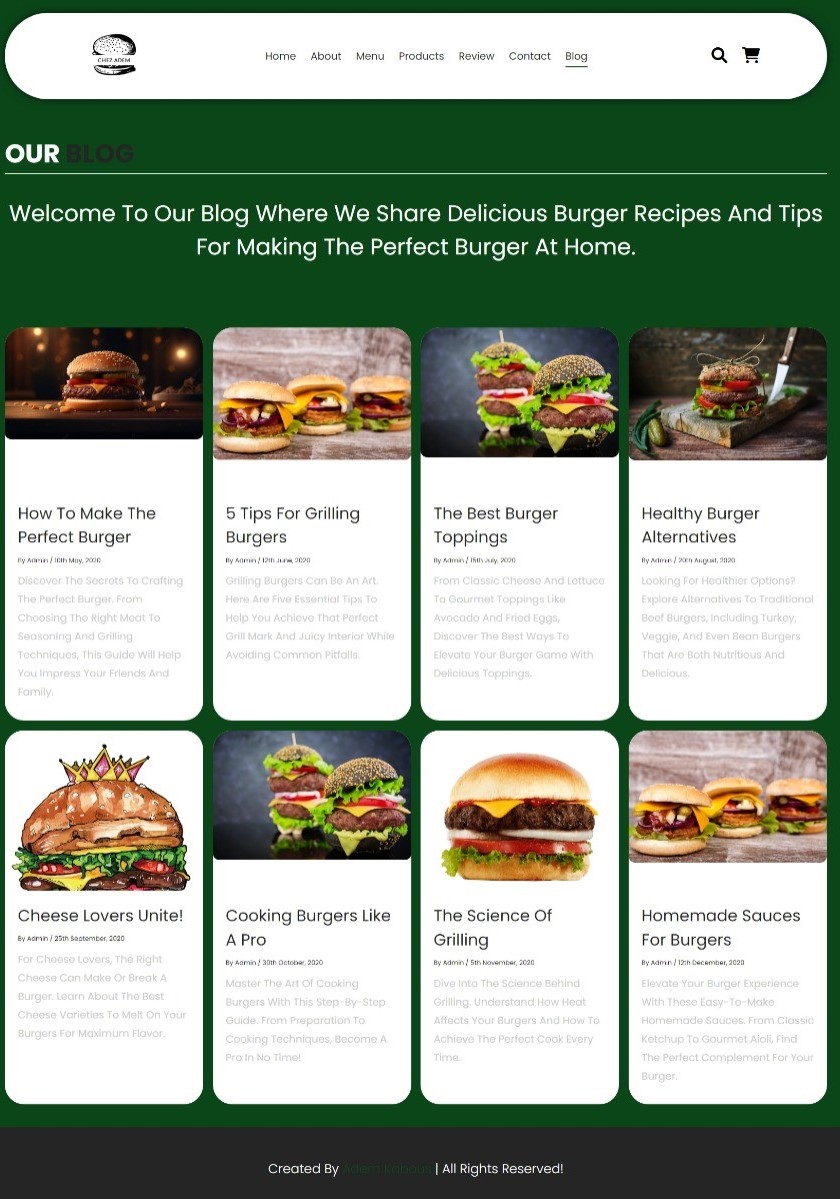 CHEZ ADEM
Home About Menu Products Review Contact Blog
OUR BLOG
Welcome To Our Blog Where We Share Delicious Burger Recipes And Tips
For Making The Perfect Burger At Home.
How To Make The
Perfect Burger
By Admin / 10th May, 2020
Discover The Secrets To Crafting
The Perfect Burger. From
Choosing The Right Meat To
Seasoning And Grilling
Techniques, This Guide Will Help
You Impress Your Friends And
Family.
5 Tips For Grilling
Burgers
By Admin / 12th June, 2020
Grilling Burgers Can Be An Art.
Here Are Five Essential Tips To
Help You Achieve That Perfect
Grill Mark And Juicy Interior While
Avoiding Common Pitfalls.
The Best Burger
Toppings
By Admin / 15th July, 2020
From Classic Cheese And Lettuce
To Gourmet Toppings Like
Avocado And Fried Eggs,
Discover The Best Ways To
Elevate Your Burger Game With
Delicious Toppings.
Healthy Burger
Alternatives
By Admin / 20th August, 2020
Looking For Healthier Options?
Explore Alternatives To Traditional
Beef Burgers, Including Turkey,
Veggie, And Even Bean Burgers
That Are Both Nutritious And
Delicious.
Cheese Lovers Unite!
By Admin / 25th September, 2020
For Cheese Lovers, The Right
Cheese Can Make Or Break A
Burger. Learn About The Best
Cheese Varieties To Melt On Your
Burgers For Maximum Flavor.
Cooking Burgers Like
A Pro
By Admin / 30th October, 2020
Master The Art Of Cooking
Burgers With This Step-By-Step
Guide. From Preparation To
Cooking Techniques, Become A
Pro In No Time!
The Science Of
Grilling
By Admin / 5th November, 2020
Dive Into The Science Behind
Grilling. Understand How Heat
Affects Your Burgers And How To
Achieve The Perfect Cook Every
Time.
Homemade Sauces
For Burgers
By Admin / 12th December, 2020
Elevate Your Burger Experience
With These Easy-To-Make
Homemade Sauces. From Classic
Ketchup To Gourmet Aioli, Find
The Perfect Complement For Your
Burger.
Created By Adem | All Rights Reserved!